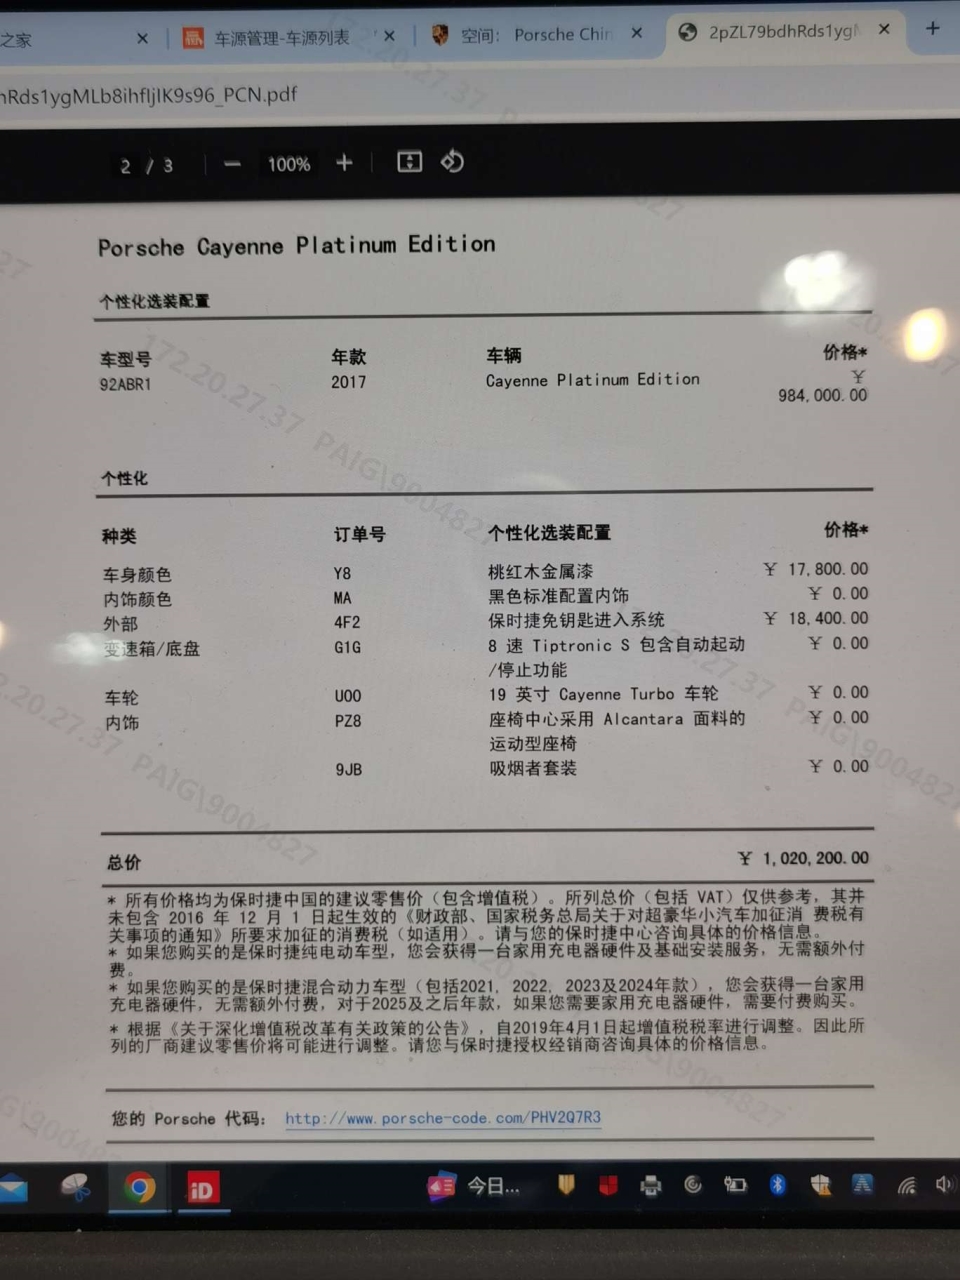 之家
车源管理-车源列表
空间： Porsche Chin
2pZL79bdhRds1ygM
hRds1ygMLb8ihfIjIK9s96_PCN.pdf
2 / 3
100%
Porsche Cayenne Platinum Edition
个性化选装配置
车型号 年款 车辆 价格*
92ABR1 2017 Cayenne Platinum Edition ￥
984,000.00
个性化
种类 订单号 个性化选装配置 价格*
车身颜色 Y8 桃红木金属漆 ￥ 17,800.00
内饰颜色 MA 黑色标准配置内饰 ￥ 0.00
外部 4F2 保时捷免钥匙进入系统 ￥ 18,400.00
变速箱/底盘 G1G 8 速 Tiptronic S 包含自动起动 ￥ 0.00
/停止功能
车轮 U00 19 英寸 Cayenne Turbo 车轮 ￥ 0.00
内饰 PZ8 座椅中心采用 Alcantara 面料的 ￥ 0.00
运动型座椅
9JB 吸烟者套装 ￥ 0.00
总价 ￥ 1,020,200.00
* 所有价格均为保时捷中国的建议零售价（包含增值税）。所列总价（包括 VAT）仅供参考，其并
未包含 2016 年 12 月 1 日起生效的《财政部、国家税务总局关于对超豪华小汽车加征消 费税有
关事项的通知》所要求加征的消费税（如适用）。请与您的保时捷中心咨询具体的价格信息。
* 如果您购买的是保时捷纯电动车型，您会获得一台家用充电器硬件及基础安装服务，无需额外付
费。
* 如果您购买的是保时捷混合动力车型（包括2021, 2022, 2023及2024年款），您会获得一台家用
充电器硬件，无需额外付费，对于2025及之后年款，如果您需要家用充电器硬件，需要付费购买。
* 根据《关于深化增值税改革有关政策的公告》，自2019年4月1日起增值税税率进行调整。因此所
列的厂商建议零售价将可能进行调整。请您与保时捷授权经销商咨询具体的价格信息。
您的 Porsche 代码： http://www.porsche-code.com/PHV2Q7R3
172.20.27.37 PAIG\9004827
PAIG\9004827
iD
今日...